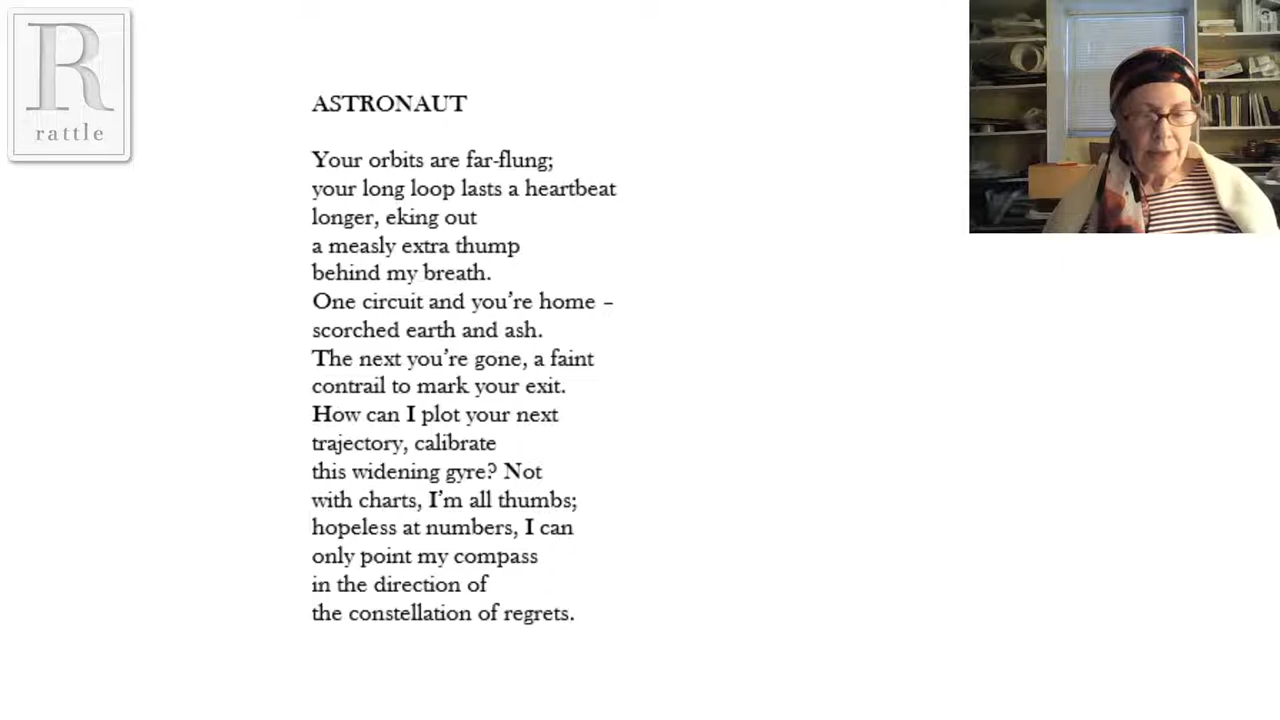 R
rattle
ASTRONAUT
Your orbits are far-flung;
your long loop lasts a heartbeat
longer, eking out
a measly extra thump
behind my breath.
One circuit and you're home –
scorched earth and ash.
The next you're gone, a faint
contrail to mark your exit.
How can I plot your next
trajectory, calibrate
this widening gyre? Not
with charts, I'm all thumbs;
hopeless at numbers, I can
only point my compass
in the direction of
the constellation of regrets.